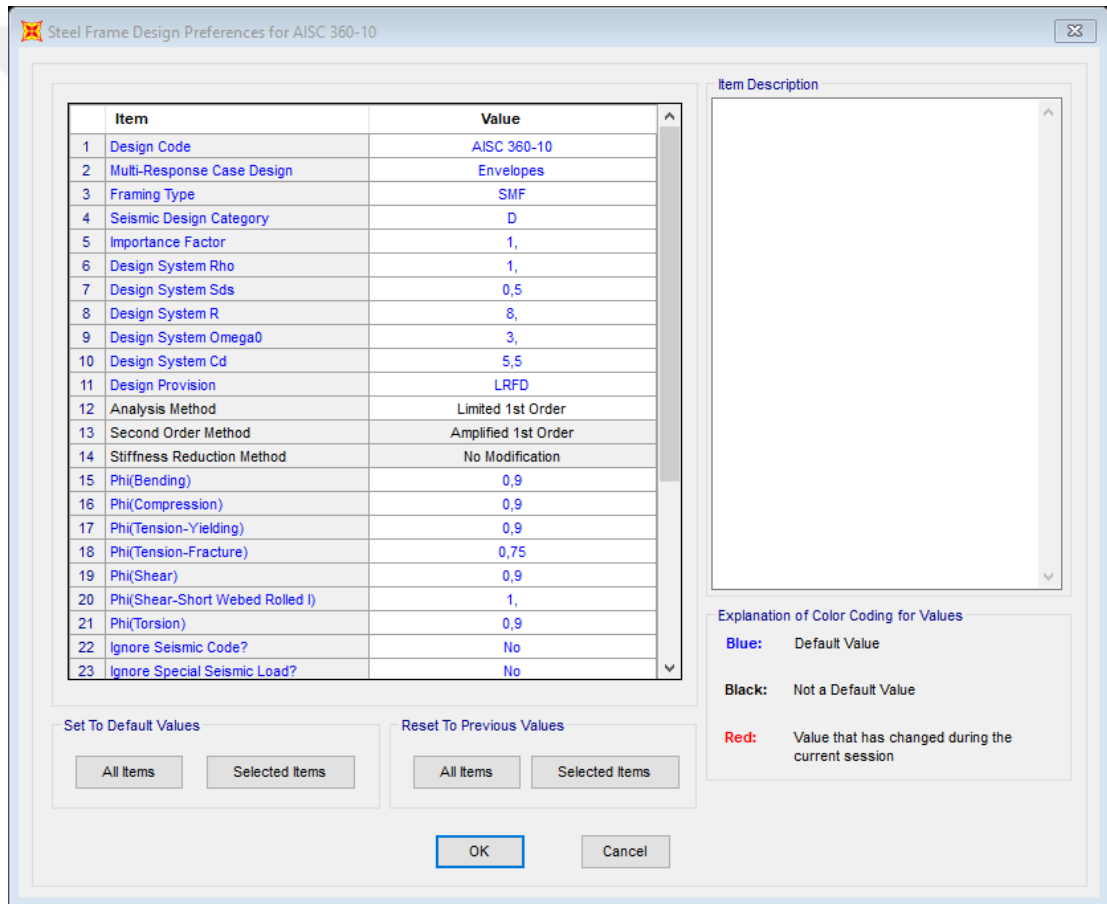 Steel Frame Design Preferences for AISC 360-10
Item Value
1 Design Code AISC 360-10
2 Multi-Response Case Design Envelopes
3 Framing Type SMF
4 Seismic Design Category D
5 Importance Factor 1,
6 Design System Rho 1,
7 Design System Sds 0,5
8 Design System R 8,
9 Design System Omega0 3,
10 Design System Cd 5,5
11 Design Provision LRFD
12 Analysis Method Limited 1st Order
13 Second Order Method Amplified 1st Order
14 Stiffness Reduction Method No Modification
15 Phi(Bending) 0,9
16 Phi(Compression) 0,9
17 Phi(Tension-Yielding) 0,9
18 Phi(Tension-Fracture) 0,75
19 Phi(Shear) 0,9
20 Phi(Shear-Short Webed Rolled I) 1,
21 Phi(Torsion) 0,9
22 Ignore Seismic Code? No
23 Ignore Special Seismic Load? No
Item Description
Explanation of Color Coding for Values
Blue: Default Value
Black: Not a Default Value
Red: Value that has changed during the
current session
Set To Default Values
All Items Selected Items
Reset To Previous Values
All Items Selected Items
OK Cancel